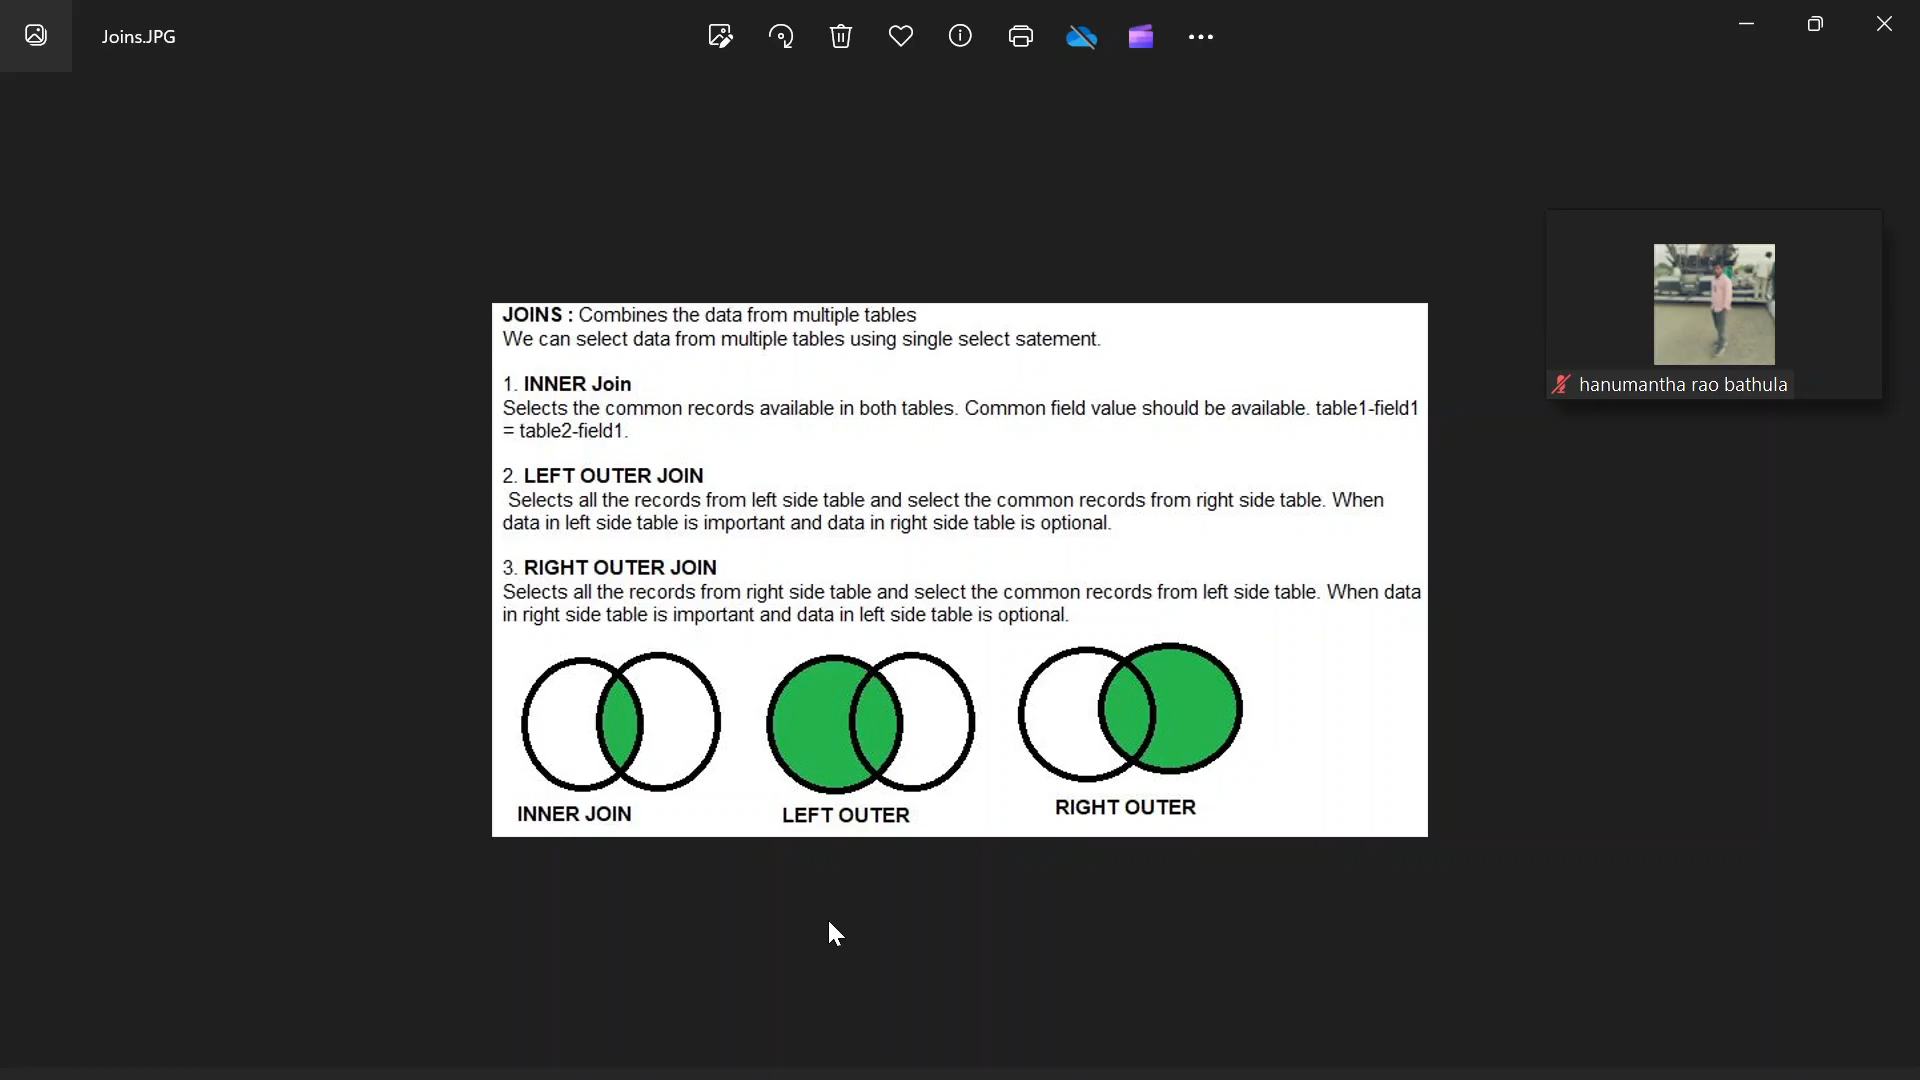 Joins.JPG
JOINS : Combines the data from multiple tables
We can select data from multiple tables using single select satement.
1. INNER Join
Selects the common records available in both tables. Common field value should be available. table1-field1
= table2-field1.
2. LEFT OUTER JOIN
Selects all the records from left side table and select the common records from right side table. When
data in left side table is important and data in right side table is optional.
3. RIGHT OUTER JOIN
Selects all the records from right side table and select the common records from left side table. When data
in right side table is important and data in left side table is optional.
INNER JOIN
LEFT OUTER
RIGHT OUTER
hanumantha rao bathula